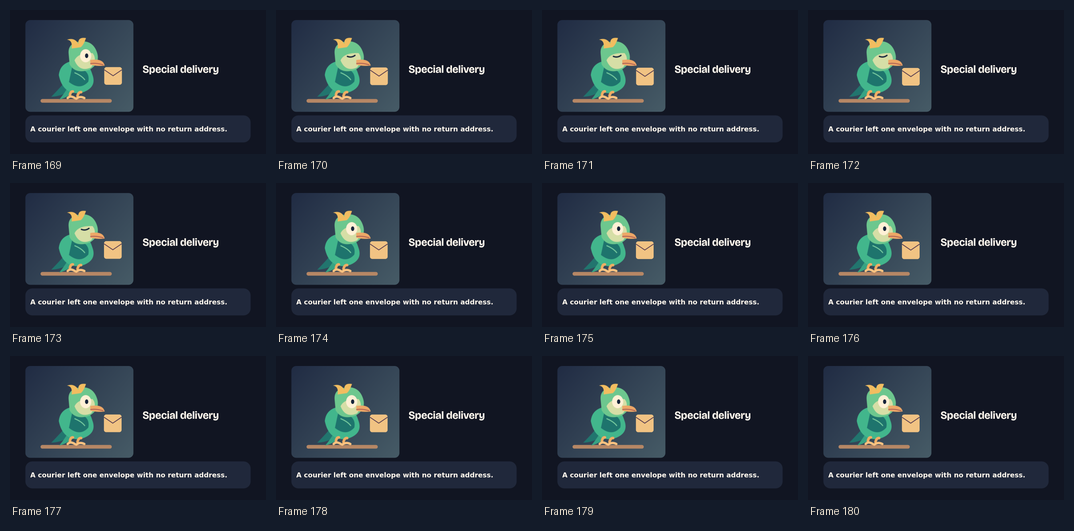 Special delivery
A courier left one envelope with no return address.
Frame 169
Special delivery
A courier left one envelope with no return address.
Frame 170
Special delivery
A courier left one envelope with no return address.
Frame 171
Special delivery
A courier left one envelope with no return address.
Frame 172
Special delivery
A courier left one envelope with no return address.
Frame 173
Special delivery
A courier left one envelope with no return address.
Frame 174
Special delivery
A courier left one envelope with no return address.
Frame 175
Special delivery
A courier left one envelope with no return address.
Frame 176
Special delivery
A courier left one envelope with no return address.
Frame 177
Special delivery
A courier left one envelope with no return address.
Frame 178
Special delivery
A courier left one envelope with no return address.
Frame 179
Special delivery
A courier left one envelope with no return address.
Frame 180